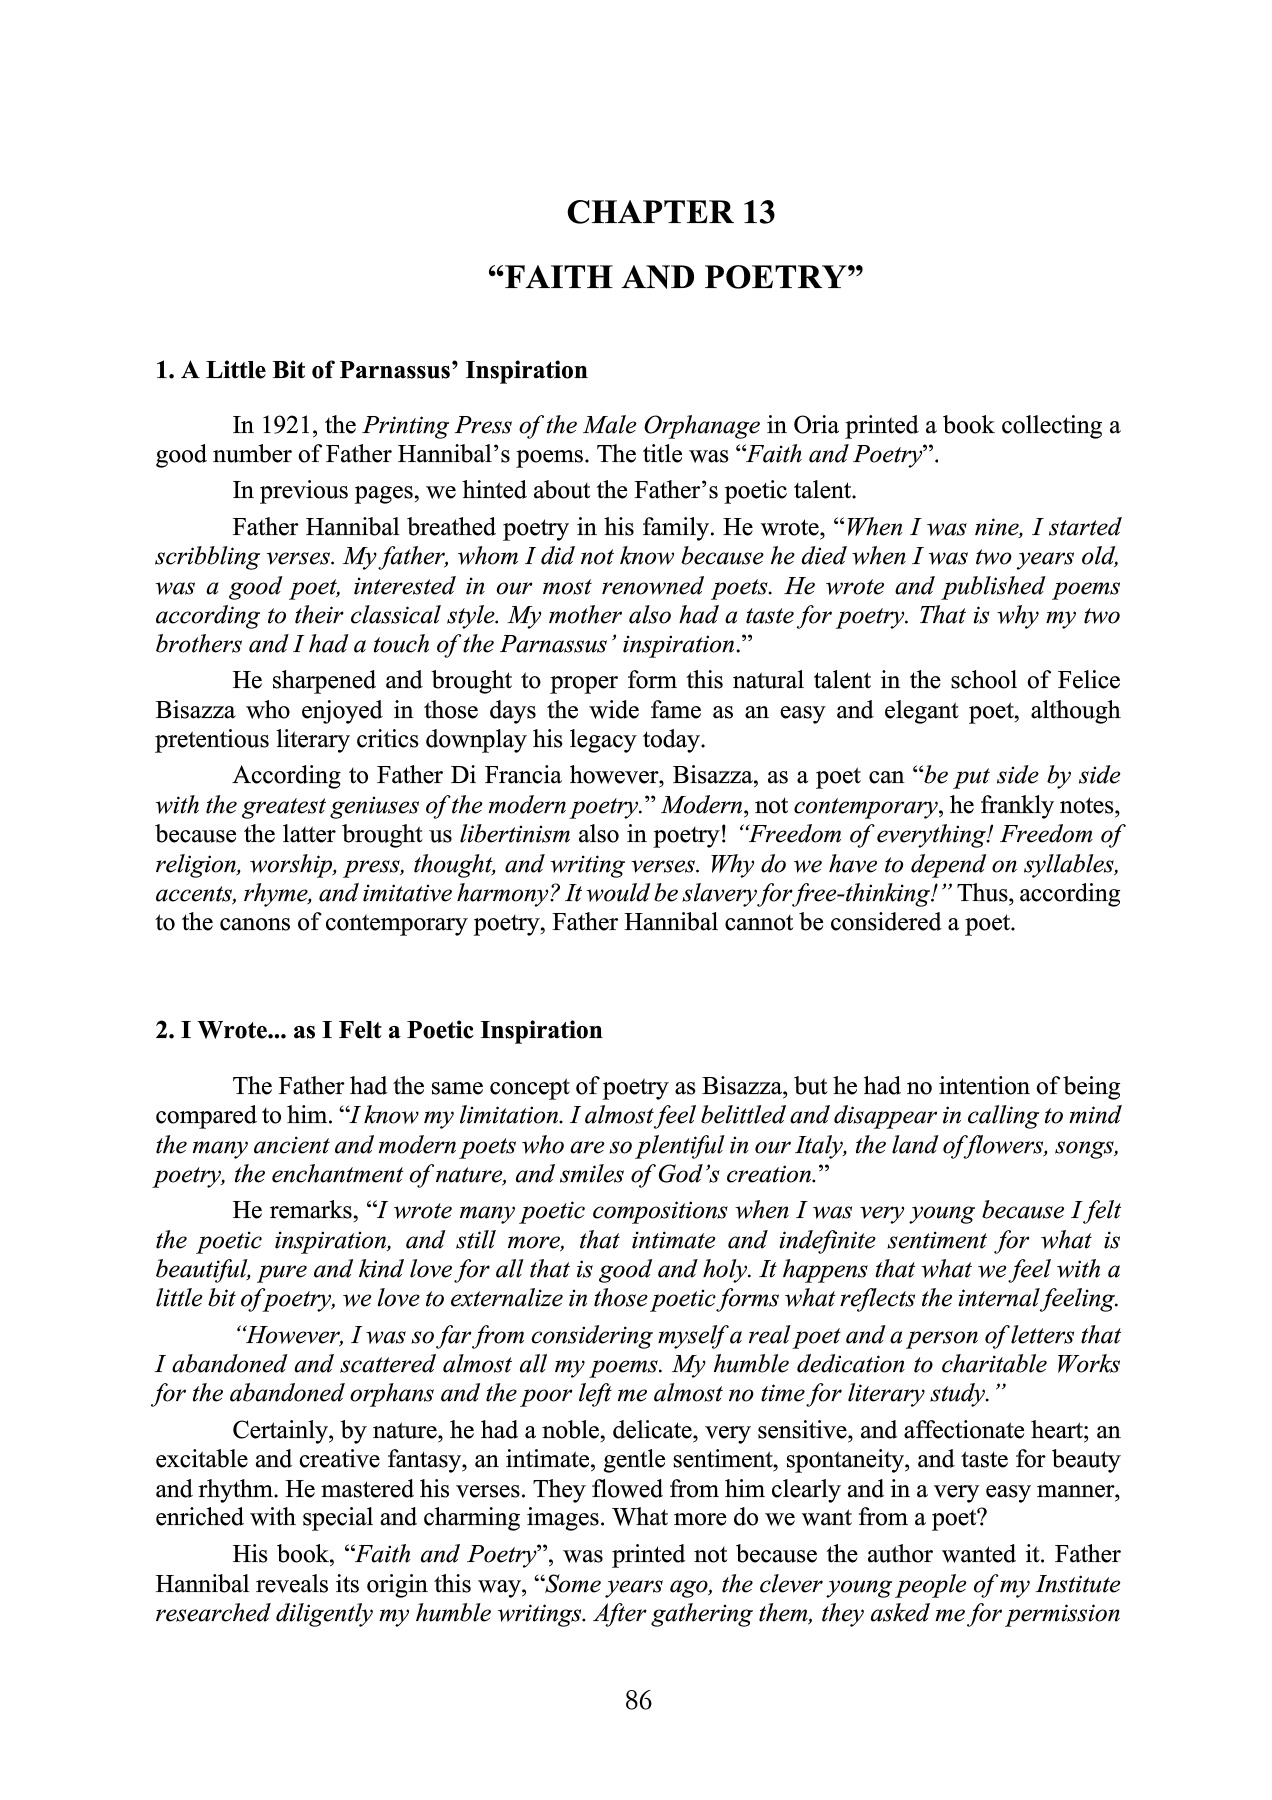 CHAPTER 13
“FAITH AND POETRY”
1. A Little Bit of Parnassus’ Inspiration
In 1921, the Printing Press of the Male Orphanage in Oria printed a book collecting a
good number of Father Hannibal’s poems. The title was “Faith and Poetry”.
In previous pages, we hinted about the Father’s poetic talent.
Father Hannibal breathed poetry in his family. He wrote, “When I was nine, I started
scribbling verses. My father, whom I did not know because he died when I was two years old,
was a good poet, interested in our most renowned poets. He wrote and published poems
according to their classical style. My mother also had a taste for poetry. That is why my two
brothers and I had a touch of the Parnassus’ inspiration.”
He sharpened and brought to proper form this natural talent in the school of Felice
Bisazza who enjoyed in those days the wide fame as an easy and elegant poet, although
pretentious literary critics downplay his legacy today.
According to Father Di Francia however, Bisazza, as a poet can “be put side by side
with the greatest geniuses of the modern poetry.” Modern, not contemporary, he frankly notes,
because the latter brought us libertinism also in poetry! “Freedom of everything! Freedom of
religion, worship, press, thought, and writing verses. Why do we have to depend on syllables,
accents, rhyme, and imitative harmony? It would be slavery for free-thinking!” Thus, according
to the canons of contemporary poetry, Father Hannibal cannot be considered a poet.
2. I Wrote... as I Felt a Poetic Inspiration
The Father had the same concept of poetry as Bisazza, but he had no intention of being
compared to him. “I know my limitation. I almost feel belittled and disappear in calling to mind
the many ancient and modern poets who are so plentiful in our Italy, the land of flowers, songs,
poetry, the enchantment of nature, and smiles of God’s creation.”
He remarks, “I wrote many poetic compositions when I was very young because I felt
the poetic inspiration, and still more, that intimate and indefinite sentiment for what is
beautiful, pure and kind love for all that is good and holy. It happens that what we feel with a
little bit of poetry, we love to externalize in those poetic forms what reflects the internal feeling.
“However, I was so far from considering myself a real poet and a person of letters that
I abandoned and scattered almost all my poems. My humble dedication to charitable Works
for the abandoned orphans and the poor left me almost no time for literary study.”
Certainly, by nature, he had a noble, delicate, very sensitive, and affectionate heart; an
excitable and creative fantasy, an intimate, gentle sentiment, spontaneity, and taste for beauty
and rhythm. He mastered his verses. They flowed from him clearly and in a very easy manner,
enriched with special and charming images. What more do we want from a poet?
His book, “Faith and Poetry”, was printed not because the author wanted it. Father
Hannibal reveals its origin this way, “Some years ago, the clever young people of my Institute
researched diligently my humble writings. After gathering them, they asked me for permission
86